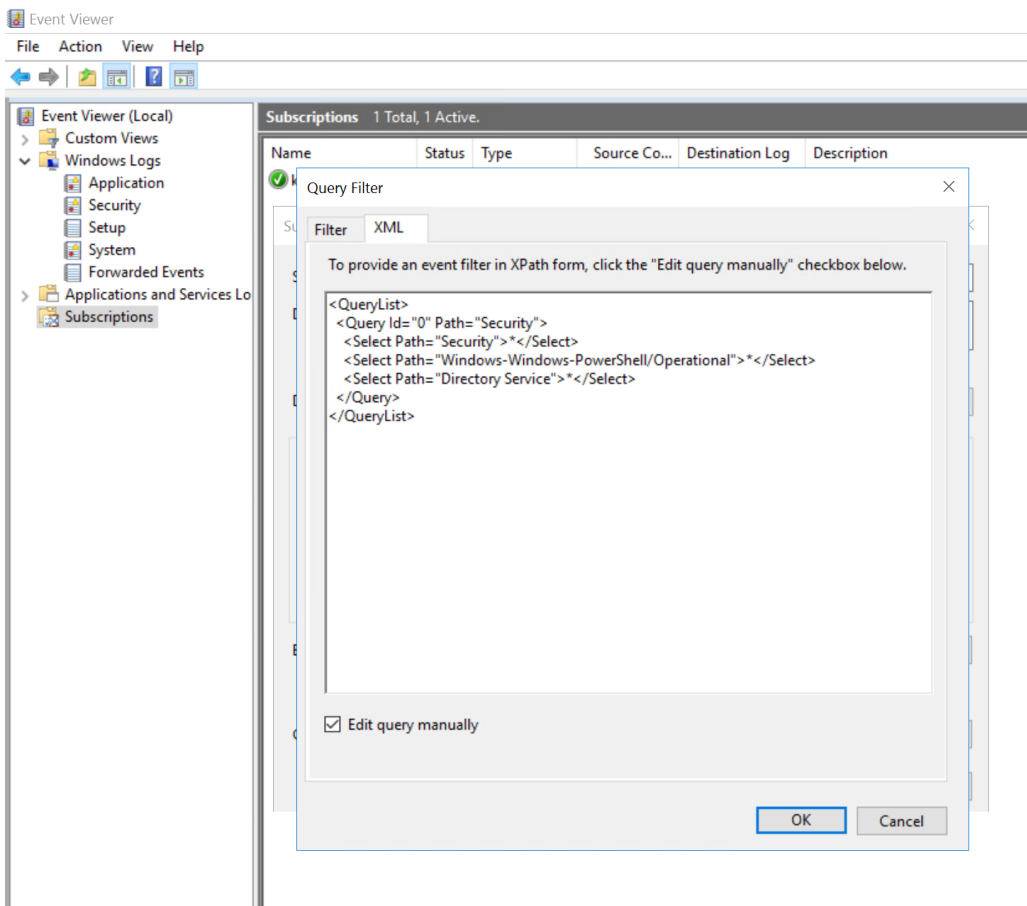 Event Viewer
File Action View Help
Event Viewer (Local)
Custom Views
Windows Logs
Application
Security
Setup
System
Forwarded Events
Applications and Services Lo
Subscriptions
Subscriptions 1 Total, 1 Active.
Name Status Type Source Co... Destination Log Description
Query Filter
Filter XML
To provide an event filter in XPath form, click the "Edit query manually" checkbox below.
<QueryList>
<Query Id="0" Path="Security">
<Select Path="Security">*</Select>
<Select Path="Windows-Windows-PowerShell/Operational">*</Select>
<Select Path="Directory Service">*</Select>
</Query>
</QueryList>
Edit query manually
OK Cancel